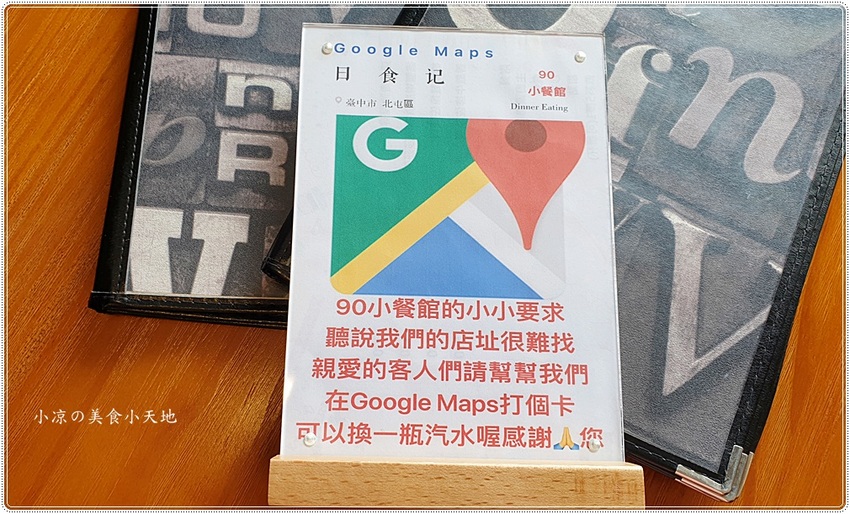 Google Maps
日 食 记
90
小餐館
臺中市 北屯區
Dinner Eating
G
90小餐館的小小要求
聽說我們的店址很難找
親愛的客人們請幫幫我們
在Google Maps打個卡
可以換一瓶汽水喔感謝🙏您
小凉の美食小天地